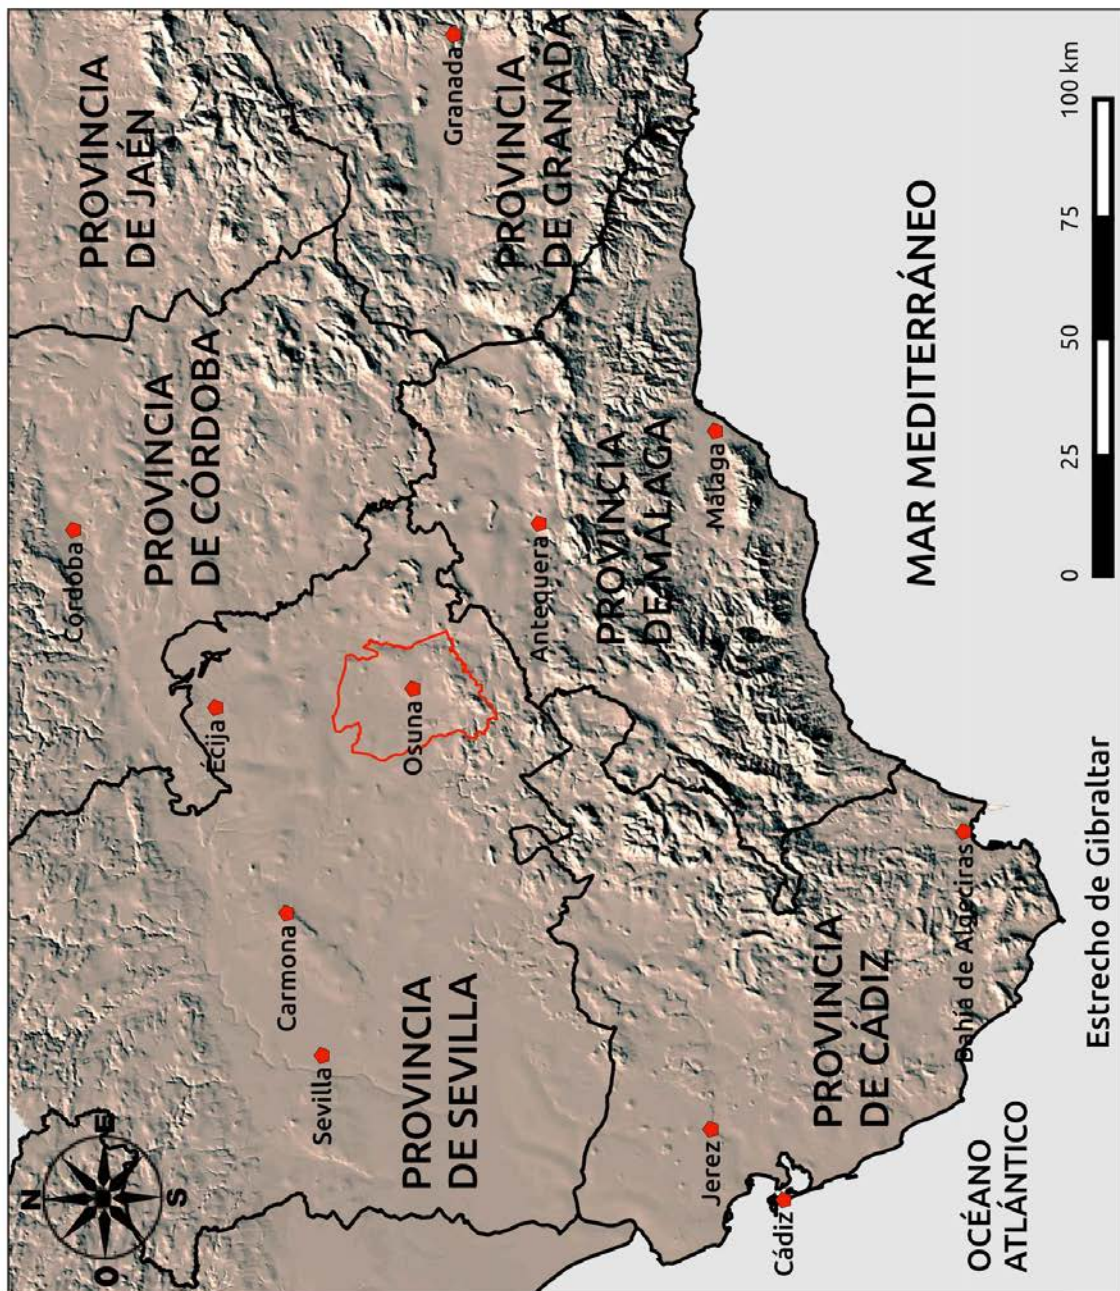 N
O
E
S
Córdoba
PROVINCIA
DE JAÉN
PROVINCIA
DE CÓRDOBA
Écija
Carmona
Sevilla
Osuna
Granada
PROVINCIA
DE GRANADA
PROVINCIA
DE SEVILLA
Antequera
PROVINCIA
DE MÁLAGA
Málaga
Jerez
Cádiz
PROVINCIA
DE CÁDIZ
Bahía de Algeciras
MAR MEDITERRÁNEO
OCÉANO
ATLÁNTICO
Estrecho de Gibraltar
0 25 50 75 100 km